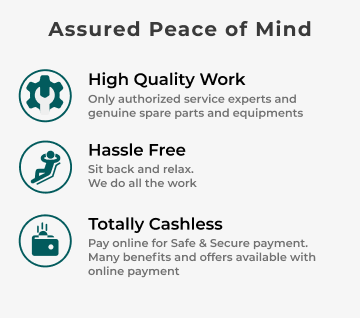 Assured Peace of Mind
High Quality Work
Only authorized service experts and
genuine spare parts and equipments
Hassle Free
Sit back and relax.
We do all the work
Totally Cashless
Pay online for Safe & Secure payment.
Many benefits and offers available with
online payment